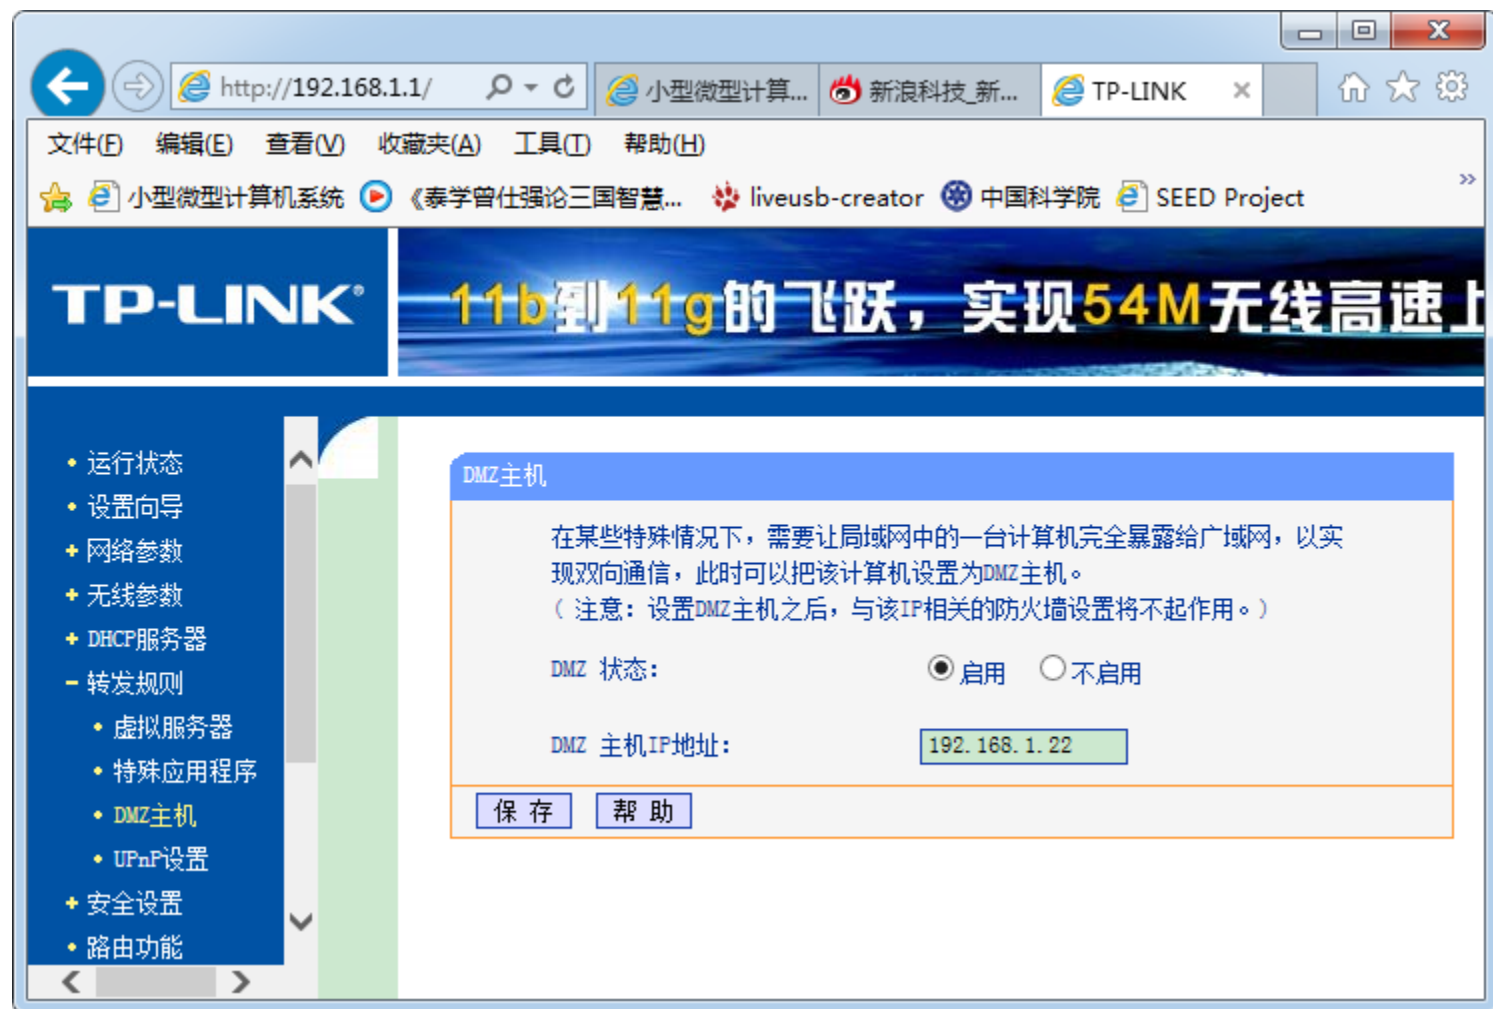 http://192.168.1.1/
小型微型计算...
新浪科技_新...
TP-LINK
文件(F) 编辑(E) 查看(V) 收藏夹(A) 工具(T) 帮助(H)
小型微型计算机系统 《泰学曾仕强论三国智慧... liveusb-creator 中国科学院 SEED Project »
TP-LINK®
11b到11g的飞跃，实现54M无线高速上
• 运行状态
• 设置向导
+ 网络参数
+ 无线参数
+ DHCP服务器
- 转发规则
• 虚拟服务器
• 特殊应用程序
• DMZ主机
• UPnP设置
+ 安全设置
• 路由功能
DMZ主机
在某些特殊情况下，需要让局域网中的一台计算机完全暴露给广域网，以实
现双向通信，此时可以把该计算机设置为DMZ主机。
（ 注意：设置DMZ主机之后，与该IP相关的防火墙设置将不起作用。）
DMZ 状态： 启用 不启用
DMZ 主机IP地址： 192.168.1.22
保 存 帮 助